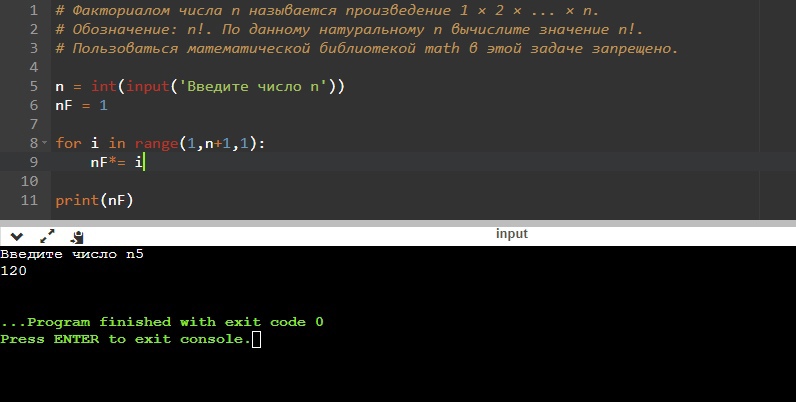 1 # Факториалом числа n называется произведение 1 × 2 × ... × n.
2 # Обозначение: n!. По данному натуральному n вычислите значение n!.
3 # Пользоваться математической библиотекой math в этой задаче запрещено.
4
5 n = int(input('Введите число n'))
6 nF = 1
7
8 for i in range(1,n+1,1):
9     nF*= i
10
11 print(nF)
input
Введите число n5
120
...Program finished with exit code 0
Press ENTER to exit console.